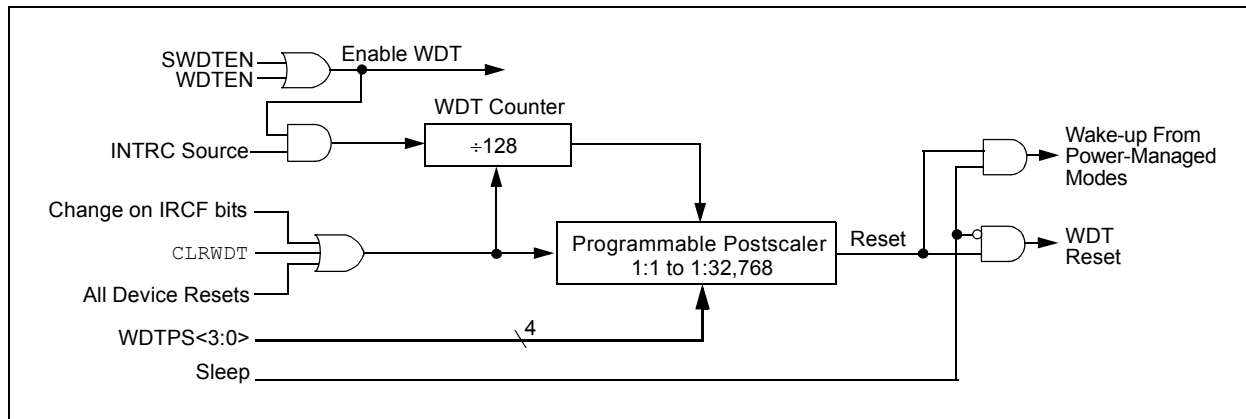 SWDTEN
WDTEN
Enable WDT
WDT Counter
INTRC Source
÷128
Wake-up From
Power-Managed
Modes
Change on IRCF bits
CLRWDT
All Device Resets
Programmable Postscaler
1:1 to 1:32,768
Reset
WDT
Reset
WDTPS<3:0>
4
Sleep